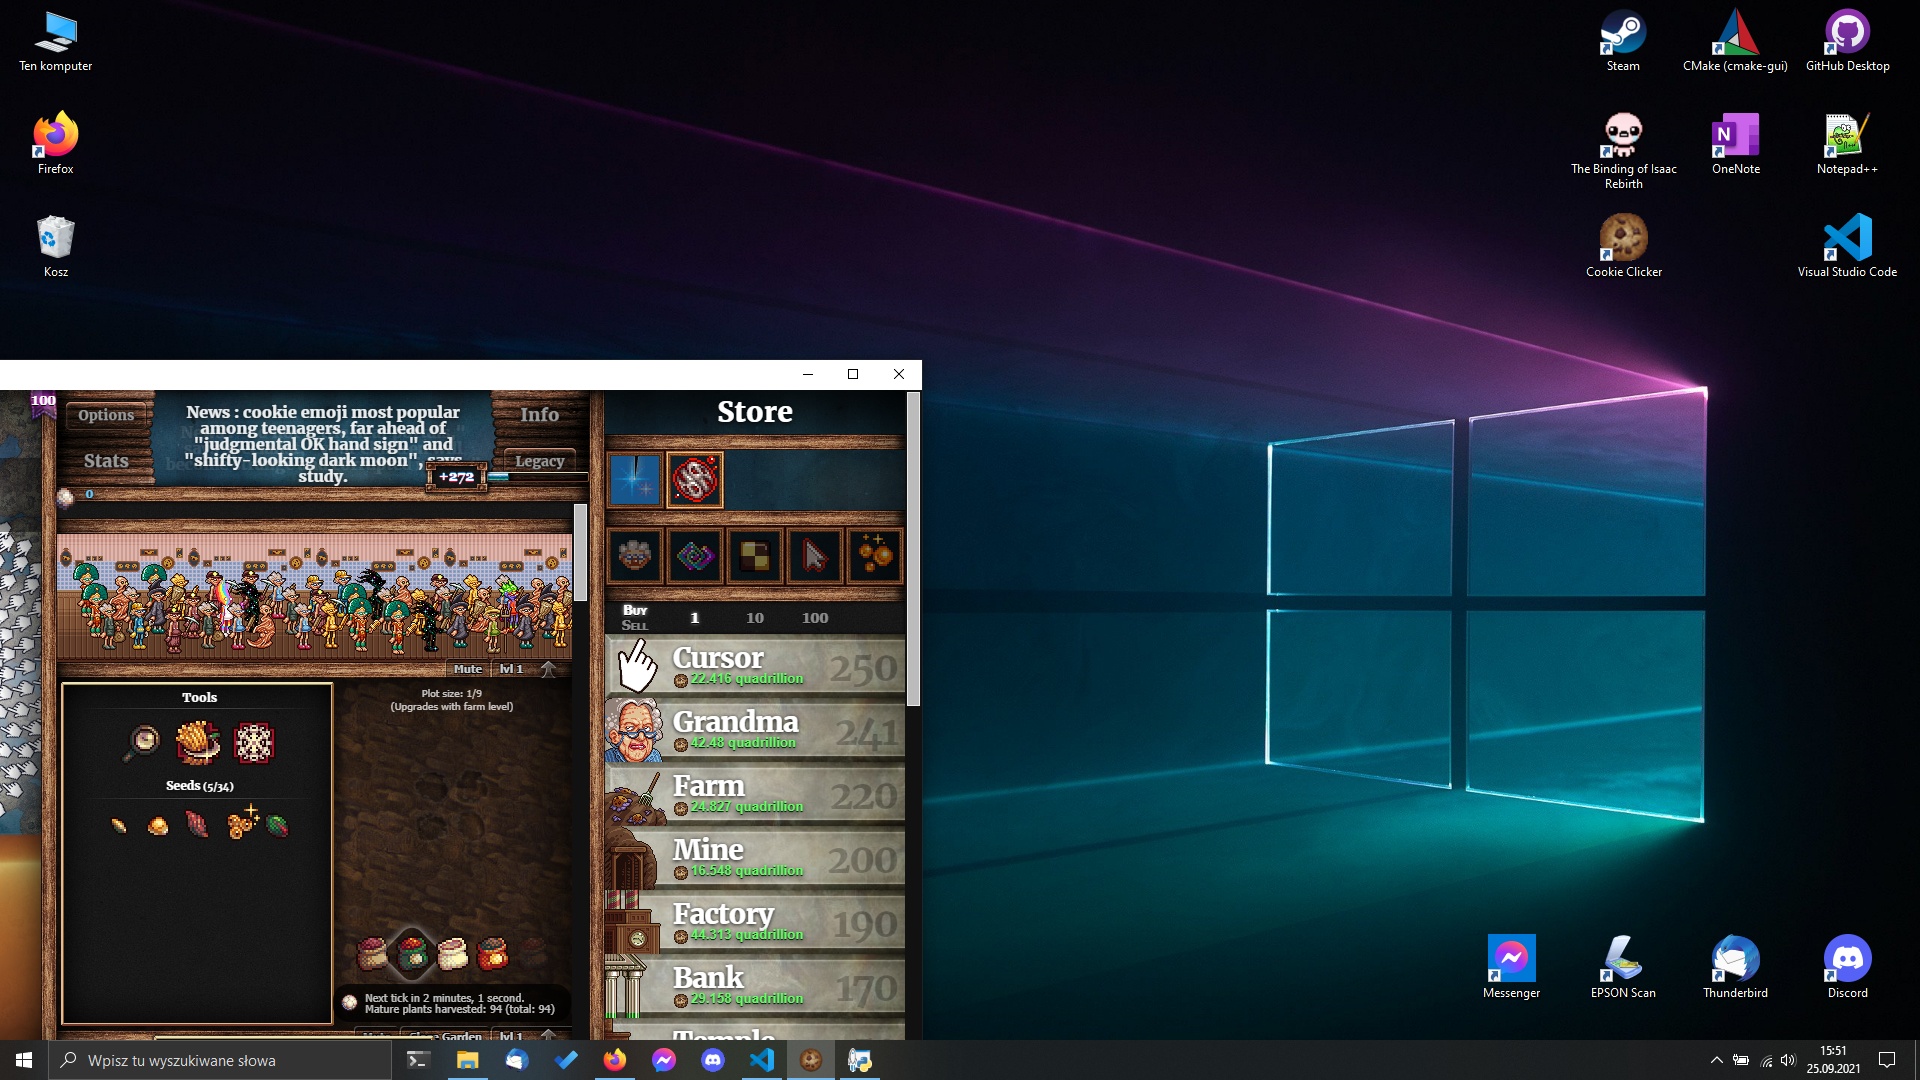 Ten komputer
Firefox
Kosz
Steam
CMake (cmake-gui)
GitHub Desktop
The Binding of Isaac
Rebirth
OneNote
Notepad++
Cookie Clicker
Visual Studio Code
100
Options
Stats
News : cookie emoji most popular
among teenagers, far ahead of
"judgmental OK hand sign" and
"shifty-looking dark moon", says
study.
Info
Legacy
+272
0
Mute
lvl 1
Tools
Seeds (5/34)
Plot size: 1/9
(Upgrades with farm level)
Next tick in 2 minutes, 1 second.
Mature plants harvested: 94 (total: 94)
Garden
lvl 1
Store
Buy
Sell
1
10
100
Cursor
22.416 quadrillion
250
Grandma
42.48 quadrillion
241
Farm
24.827 quadrillion
220
Mine
16.548 quadrillion
200
Factory
44.313 quadrillion
190
Bank
29.158 quadrillion
170
Temple
Messenger
EPSON Scan
Thunderbird
Discord
Wpisz tu wyszukiwane słowa
15:51
25.09.2021